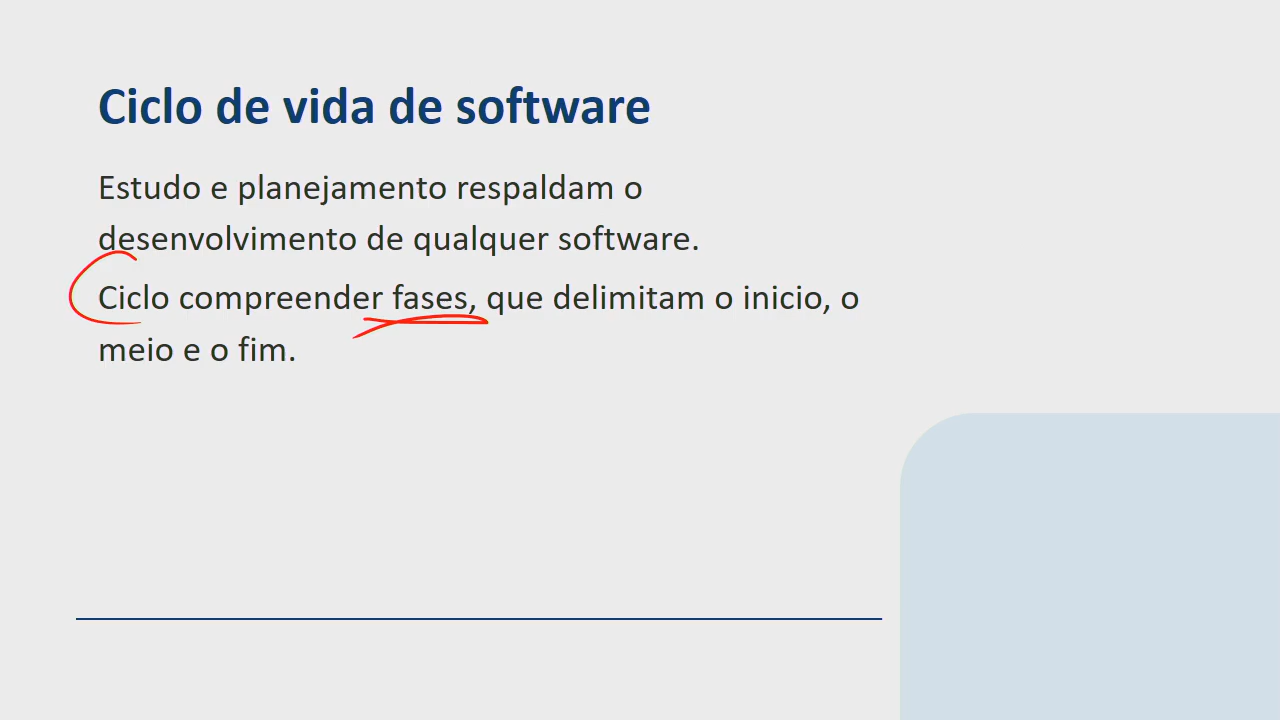 Ciclo de vida de software
Estudo e planejamento respaldam o
desenvolvimento de qualquer software.
Ciclo compreender fases, que delimitam o inicio, o
meio e o fim.